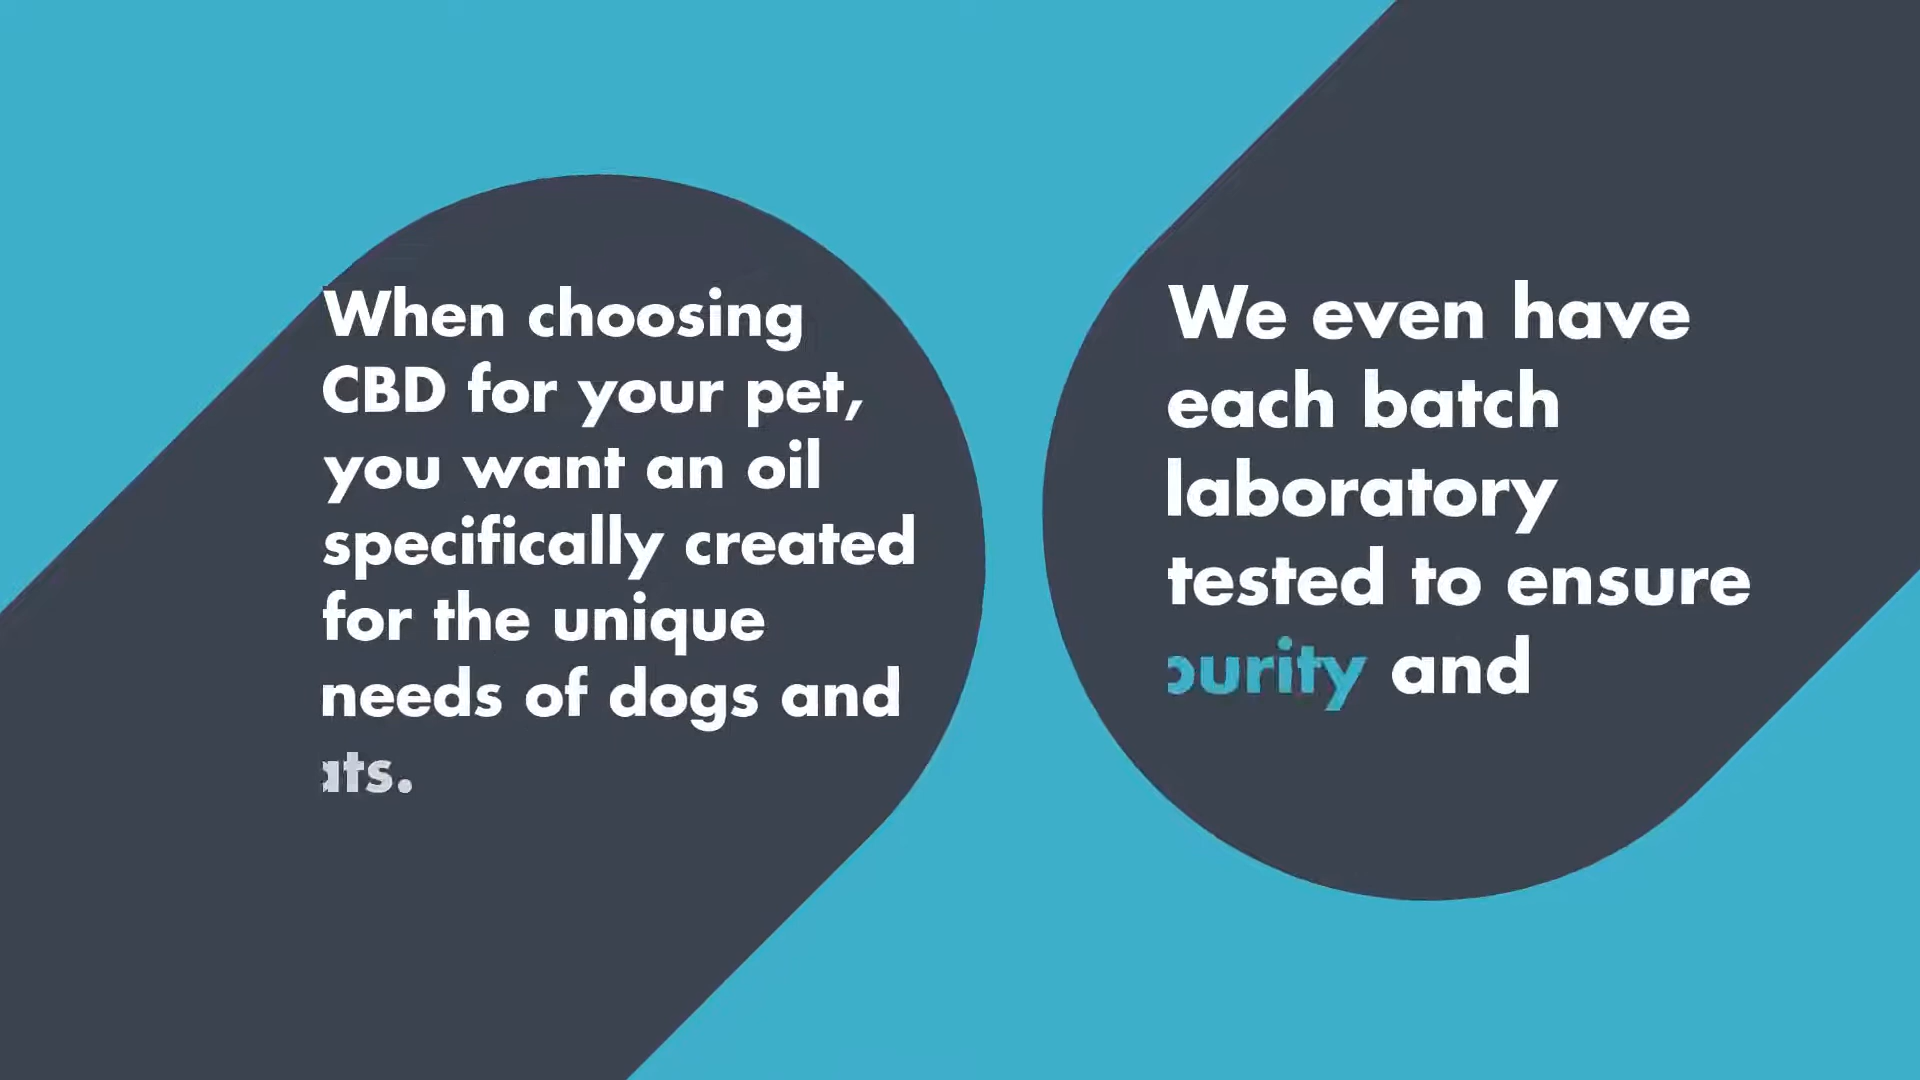 When choosing
CBD for your pet,
you want an oil
specifically created
for the unique
needs of dogs and
We even have
each batch
laboratory
tested to ensure
purity and